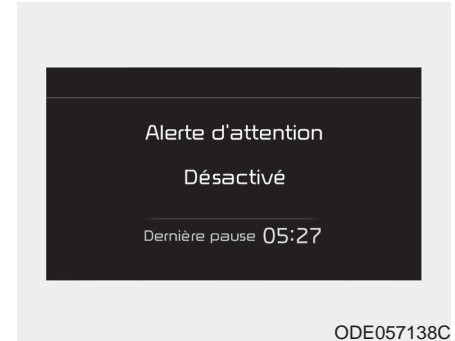 Alerte d'attention
Désactivé
Dernière pause 05:27
ODE057138C